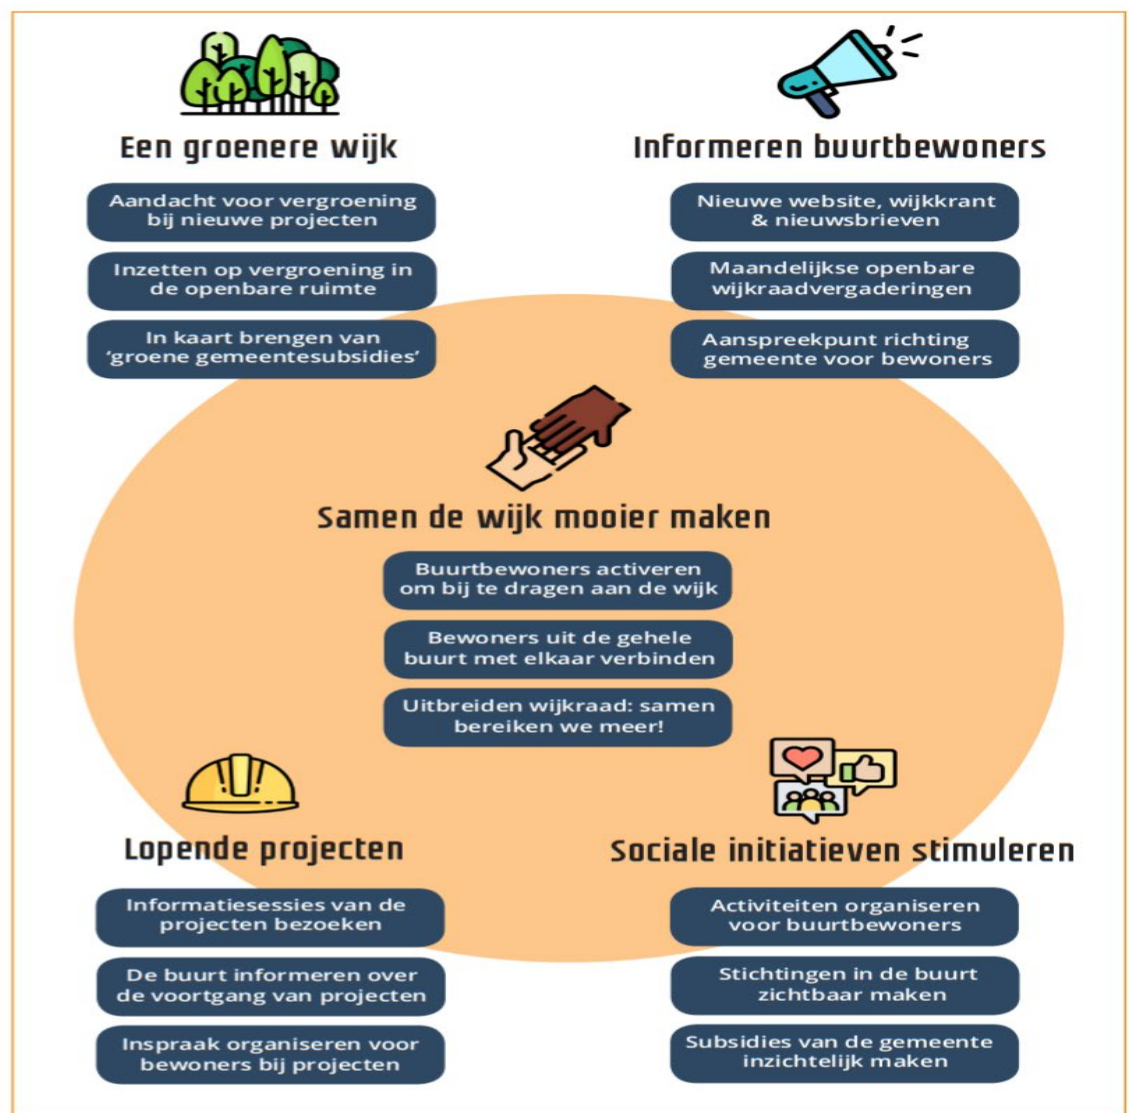 Een groenere wijk
Aandacht voor vergroening
bij nieuwe projecten
Inzetten op vergroening in
de openbare ruimte
In kaart brengen van
‘groene gemeentesubsidies’
Informeren buurtbewoners
Nieuwe website, wijkkrant
& nieuwsbrieven
Maandelijkse openbare
wijkraadvergaderingen
Aanspreekpunt richting
gemeente voor bewoners
Samen de wijk mooier maken
Buurtbewoners activeren
om bij te dragen aan de wijk
Bewoners uit de gehele
buurt met elkaar verbinden
Uitbreiden wijkraad: samen
bereiken we meer!
Lopende projecten
Informatiesessies van de
projecten bezoeken
De buurt informeren over
de voortgang van projecten
Inspraak organiseren voor
bewoners bij projecten
Sociale initiatieven stimuleren
Activiteiten organiseren
voor buurtbewoners
Stichtingen in de buurt
zichtbaar maken
Subsidies van de gemeente
inzichtelijk maken